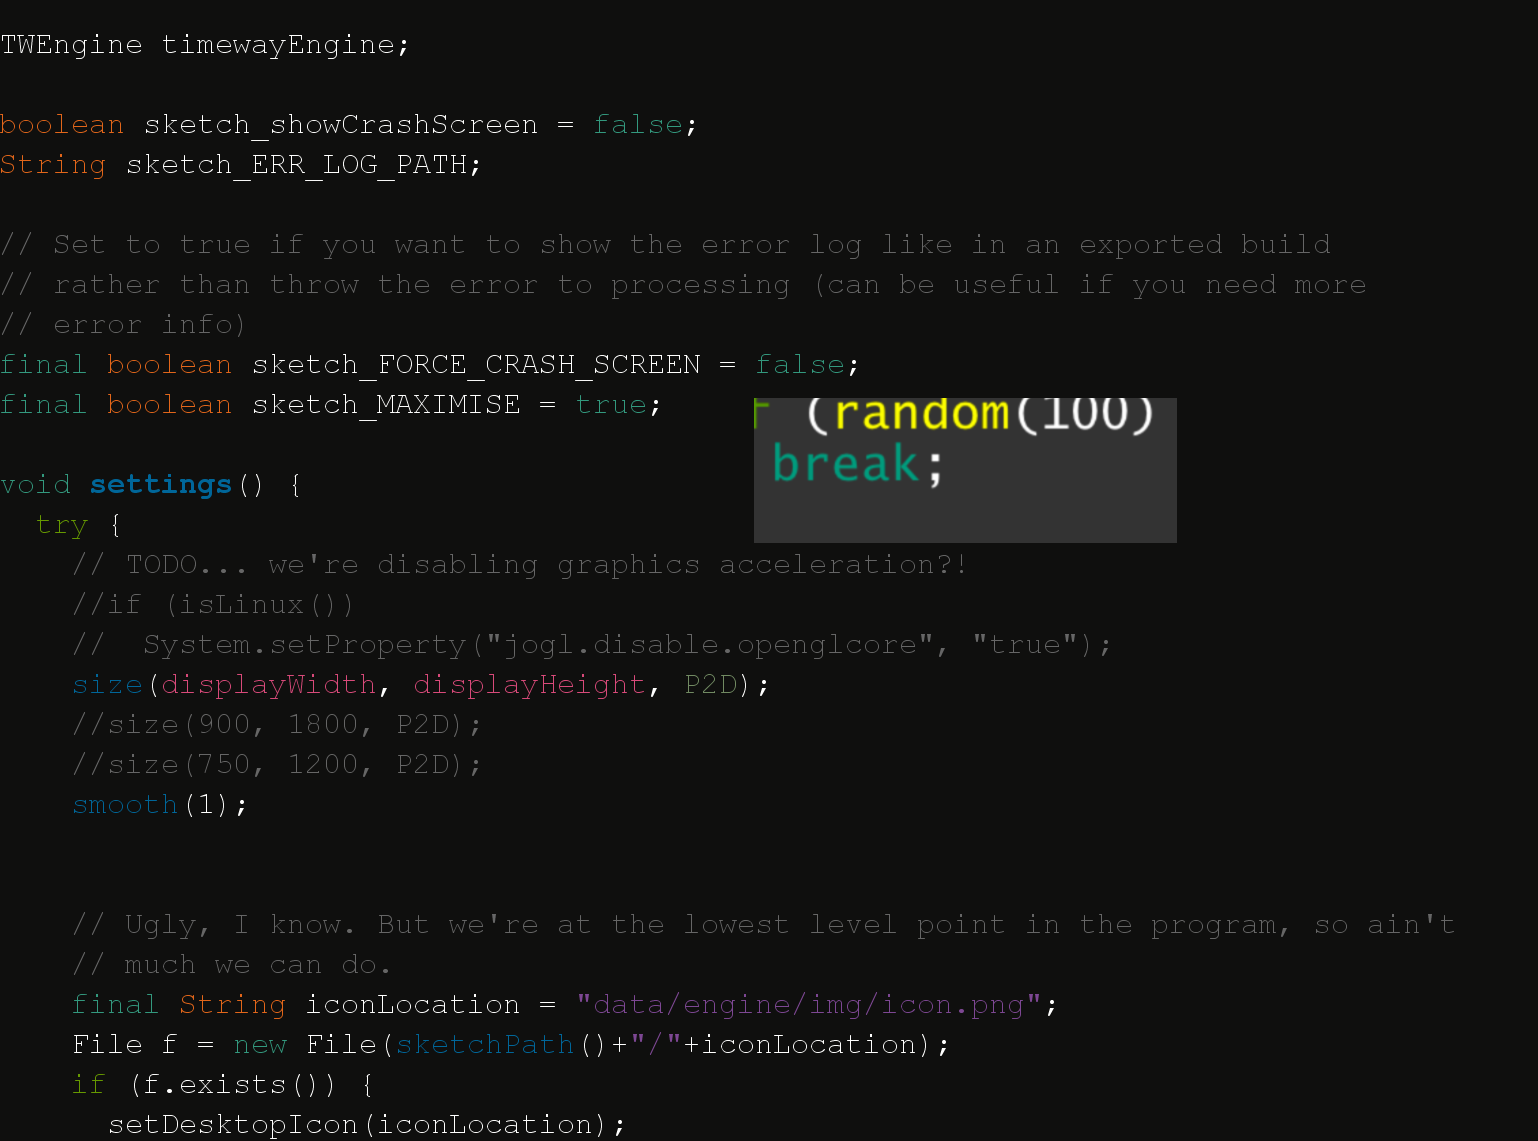 TWEngine timewayEngine;
boolean sketch_showCrashScreen = false;
String sketch_ERR_LOG_PATH;
// Set to true if you want to show the error log like in an exported build
// rather than throw the error to processing (can be useful if you need more
// error info)
final boolean sketch_FORCE_CRASH_SCREEN = false;
final boolean sketch_MAXIMISE = true;
(random(100)
break;
void settings() {
try {
// TODO... we're disabling graphics acceleration?!
//if (isLinux())
//  System.setProperty("jogl.disable.openglcore", "true");
size(displayWidth, displayHeight, P2D);
//size(900, 1800, P2D);
//size(750, 1200, P2D);
smooth(1);
// Ugly, I know. But we're at the lowest level point in the program, so ain't
// much we can do.
final String iconLocation = "data/engine/img/icon.png";
File f = new File(sketchPath()+"/"+iconLocation);
if (f.exists()) {
setDesktopIcon(iconLocation);